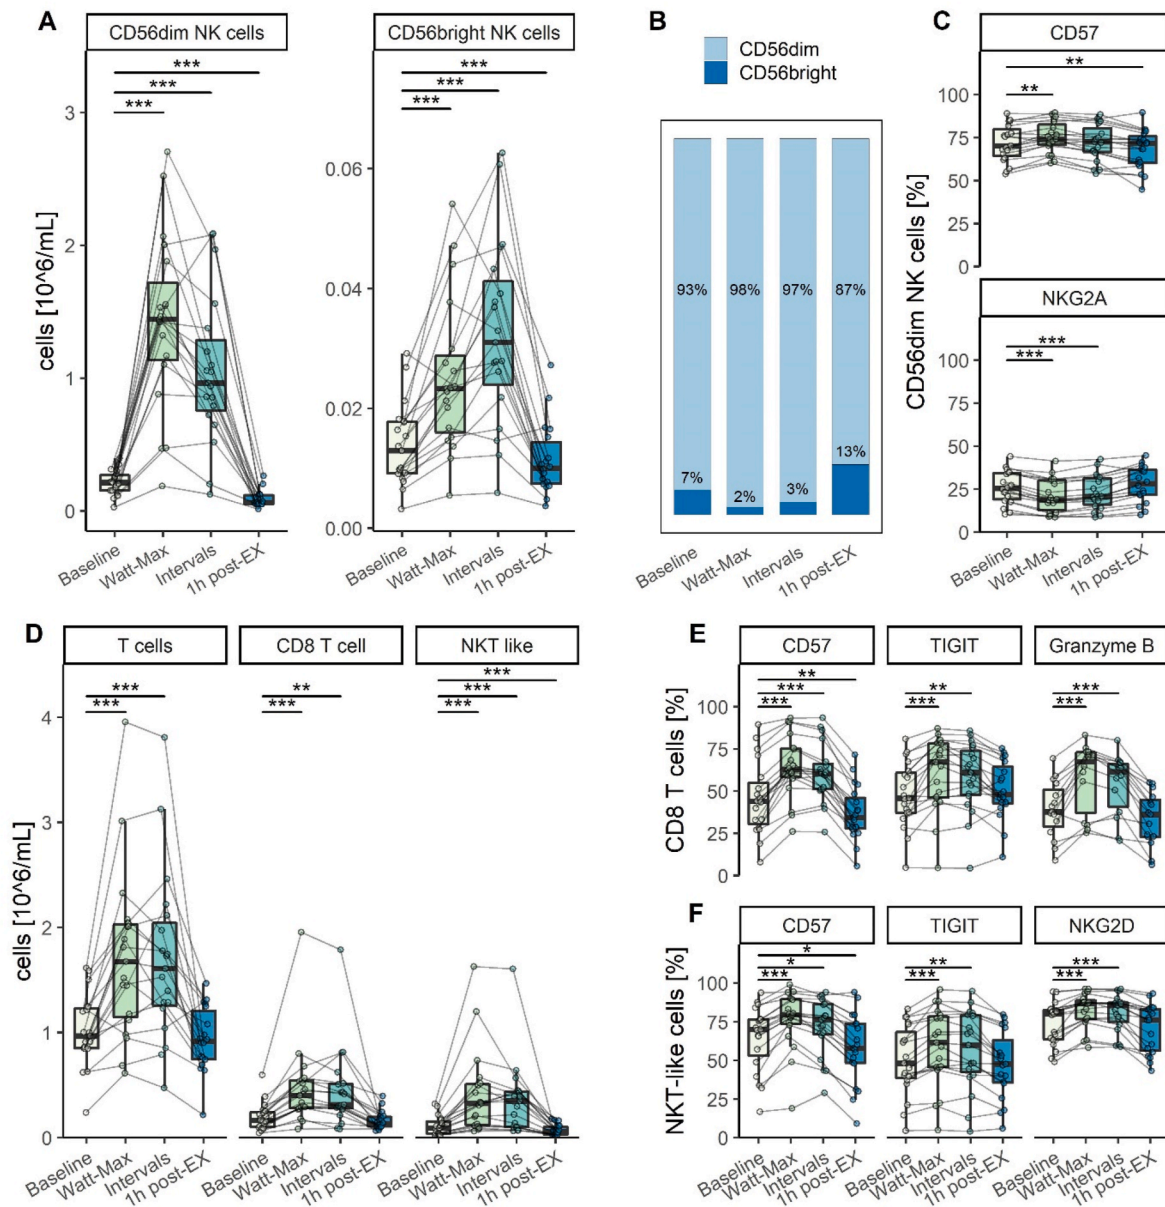 A
CD56dim NK cells
CD56bright NK cells
cells [10^6/mL]
3
2
1
0
***
***
***
0.06
0.04
0.02
0.00
***
***
***
Baseline
Watt-Max
Intervals
1h post-EX
Baseline
Watt-Max
Intervals
1h post-EX
B
CD56dim
CD56bright
93%
98%
97%
87%
7%
2%
3%
13%
Baseline
Watt-Max
Intervals
1h post-EX
C
CD57
CD56dim NK cells [%]
100
75
50
25
0
**
**
NKG2A
100
75
50
25
0
***
***
Baseline
Watt-Max
Intervals
1h post-EX
D
T cells
CD8 T cell
NKT like
cells [10^6/mL]
4
3
2
1
0
***
***
**
***
***
***
***
Baseline
Watt-Max
Intervals
1h post-EX
Baseline
Watt-Max
Intervals
1h post-EX
Baseline
Watt-Max
Intervals
1h post-EX
E
CD57
TIGIT
Granzyme B
CD8 T cells [%]
100
75
50
25
0
**
***
***
**
***
***
***
F
CD57
TIGIT
NKG2D
NKT-like cells [%]
100
75
50
25
0
*
*
***
**
***
***
***
Baseline
Watt-Max
Intervals
1h post-EX
Baseline
Watt-Max
Intervals
1h post-EX
Baseline
Watt-Max
Intervals
1h post-EX